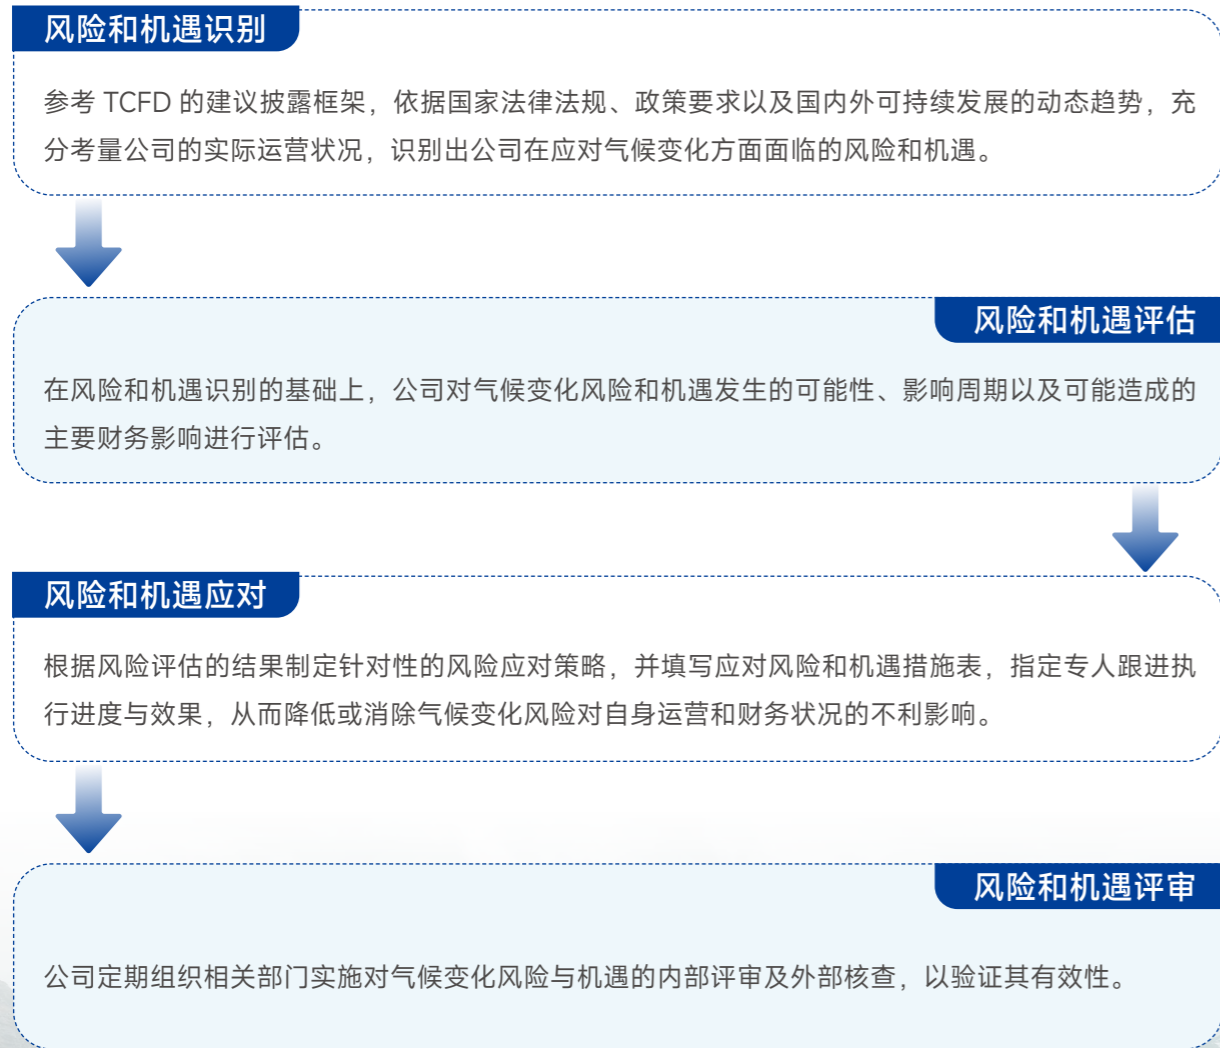 风险和机遇识别
参考 TCFD 的建议披露框架，依据国家法律法规、政策要求以及国内外可持续发展的动态趋势，充
分考量公司的实际运营状况，识别出公司在应对气候变化方面面临的风险和机遇。
风险和机遇评估
在风险和机遇识别的基础上，公司对气候变化风险和机遇发生的可能性、影响周期以及可能造成的
主要财务影响进行评估。
风险和机遇应对
根据风险评估的结果制定针对性的风险应对策略，并填写应对风险和机遇措施表，指定专人跟进执
行进度与效果，从而降低或消除气候变化风险对自身运营和财务状况的不利影响。
风险和机遇评审
公司定期组织相关部门实施对气候变化风险与机遇的内部评审及外部核查，以验证其有效性。